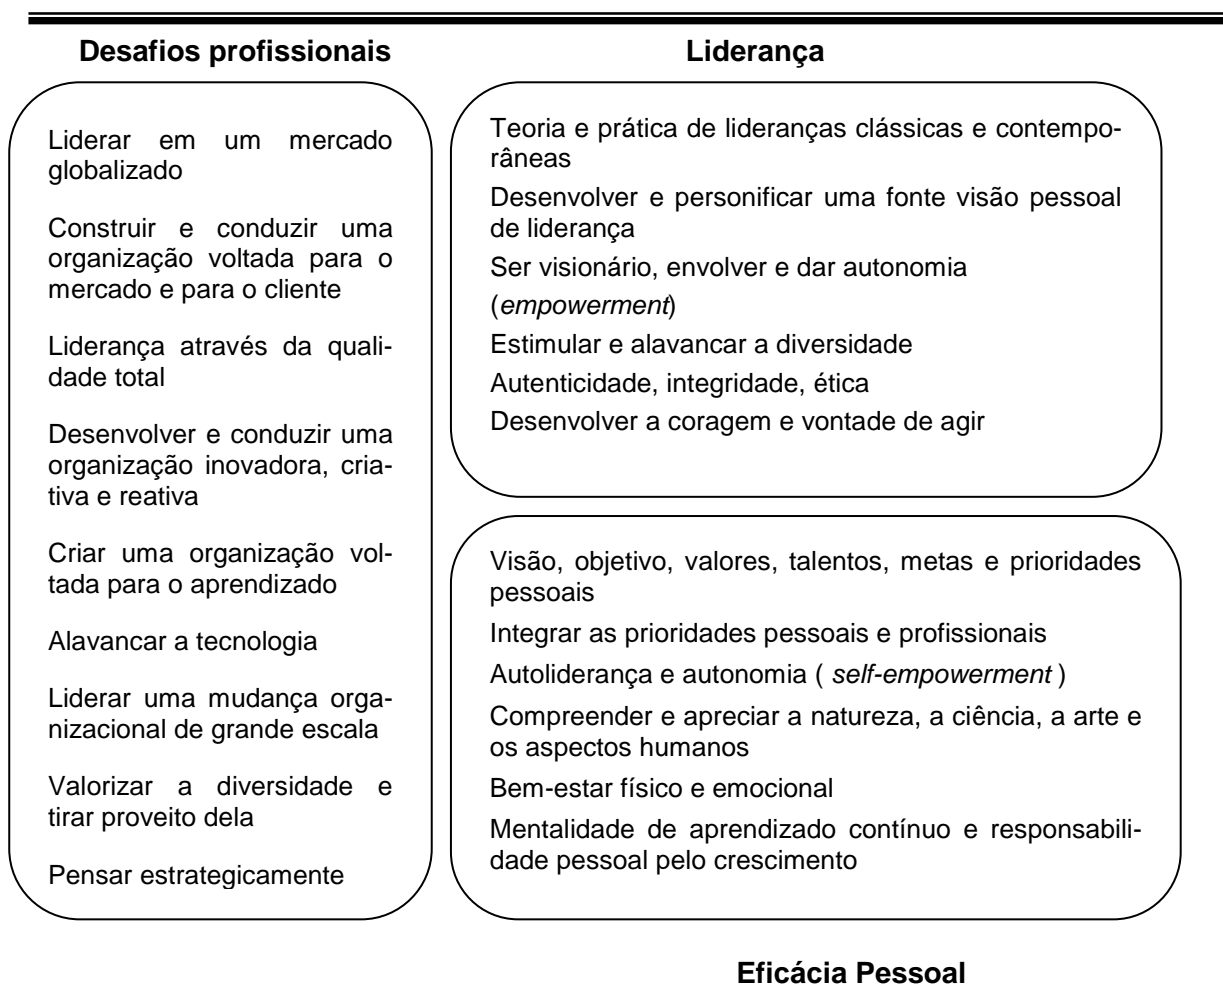 Desafios profissionais
Liderar em um mercado
globalizado
Construir e conduzir uma
organização voltada para o
mercado e para o cliente
Liderança através da quali-
dade total
Desenvolver e conduzir uma
organização inovadora, cria-
tiva e reativa
Criar uma organização vol-
tada para o aprendizado
Alavancar a tecnologia
Liderar uma mudança orga-
nizacional de grande escala
Valorizar a diversidade e
tirar proveito dela
Pensar estrategicamente
Liderança
Teoria e prática de lideranças clássicas e contempo-
râneas
Desenvolver e personificar uma fonte visão pessoal
de liderança
Ser visionário, envolver e dar autonomia
(empowerment)
Estimular e alavancar a diversidade
Autenticidade, integridade, ética
Desenvolver a coragem e vontade de agir
Visão, objetivo, valores, talentos, metas e prioridades
pessoais
Integrar as prioridades pessoais e profissionais
Autoliderança e autonomia ( self-empowerment )
Compreender e apreciar a natureza, a ciência, a arte e
os aspectos humanos
Bem-estar físico e emocional
Mentalidade de aprendizado contínuo e responsabili-
dade pessoal pelo crescimento
Eficácia Pessoal